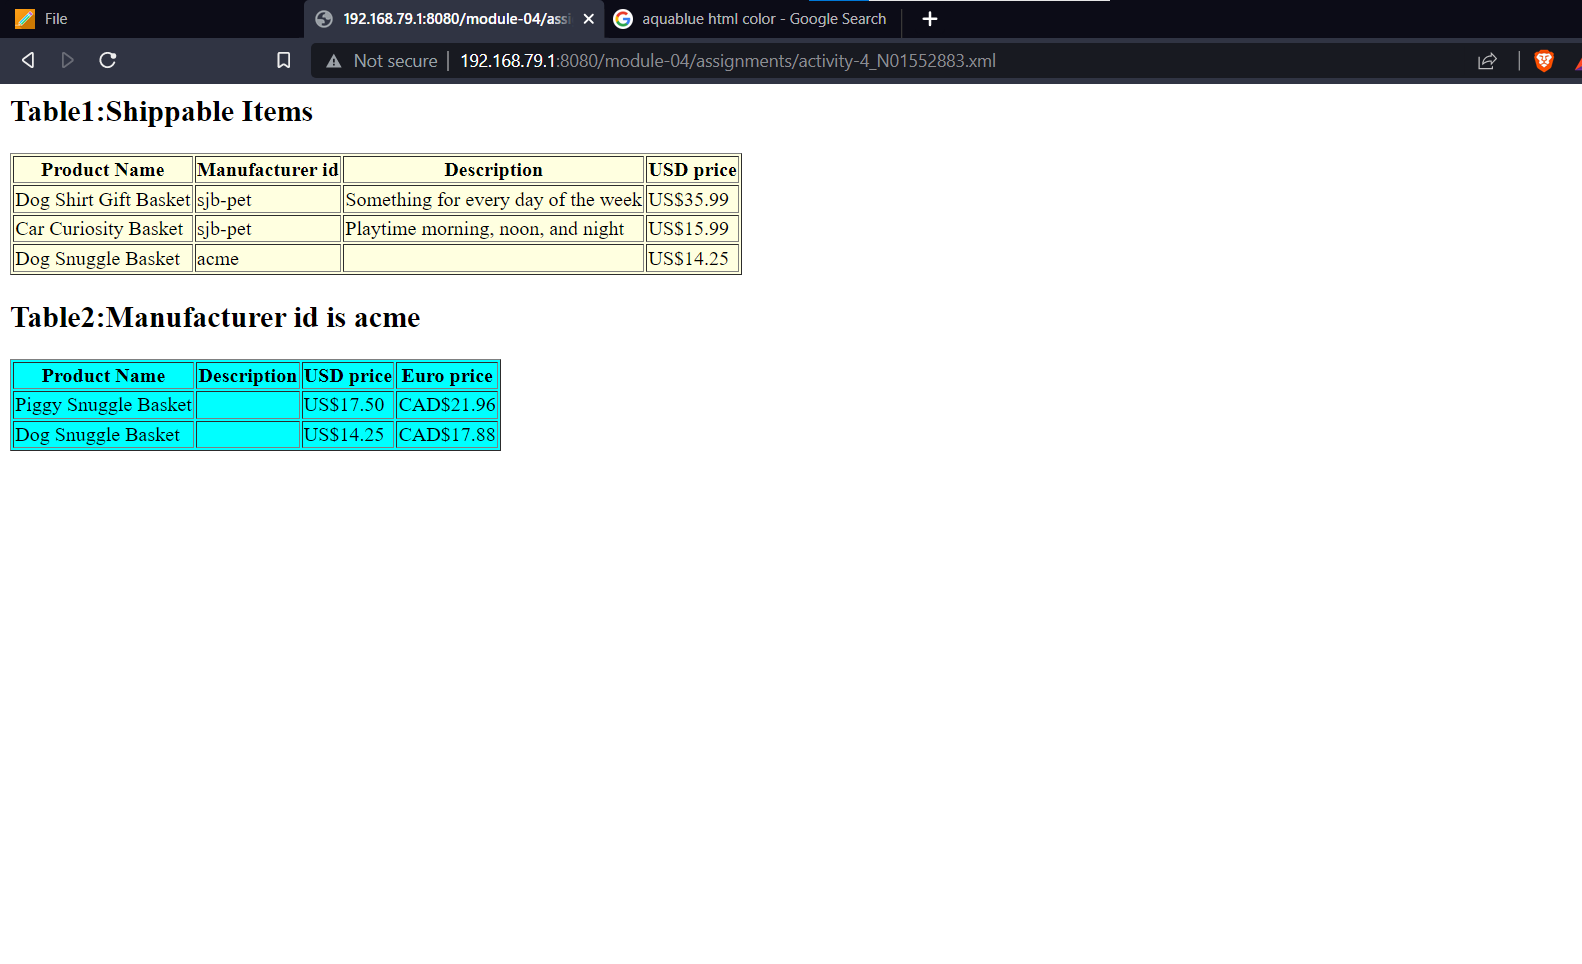 File
192.168.79.1:8080/module-04/assi
aquablue html color - Google Search
Not secure
192.168.79.1:8080/module-04/assignments/activity-4_N01552883.xml
Table1:Shippable Items
Product Name Manufacturer id Description USD price
Dog Shirt Gift Basket sjb-pet Something for every day of the week US$35.99
Car Curiosity Basket sjb-pet Playtime morning, noon, and night US$15.99
Dog Snuggle Basket acme US$14.25
Table2:Manufacturer id is acme
Product Name Description USD price Euro price
Piggy Snuggle Basket US$17.50 CAD$21.96
Dog Snuggle Basket US$14.25 CAD$17.88